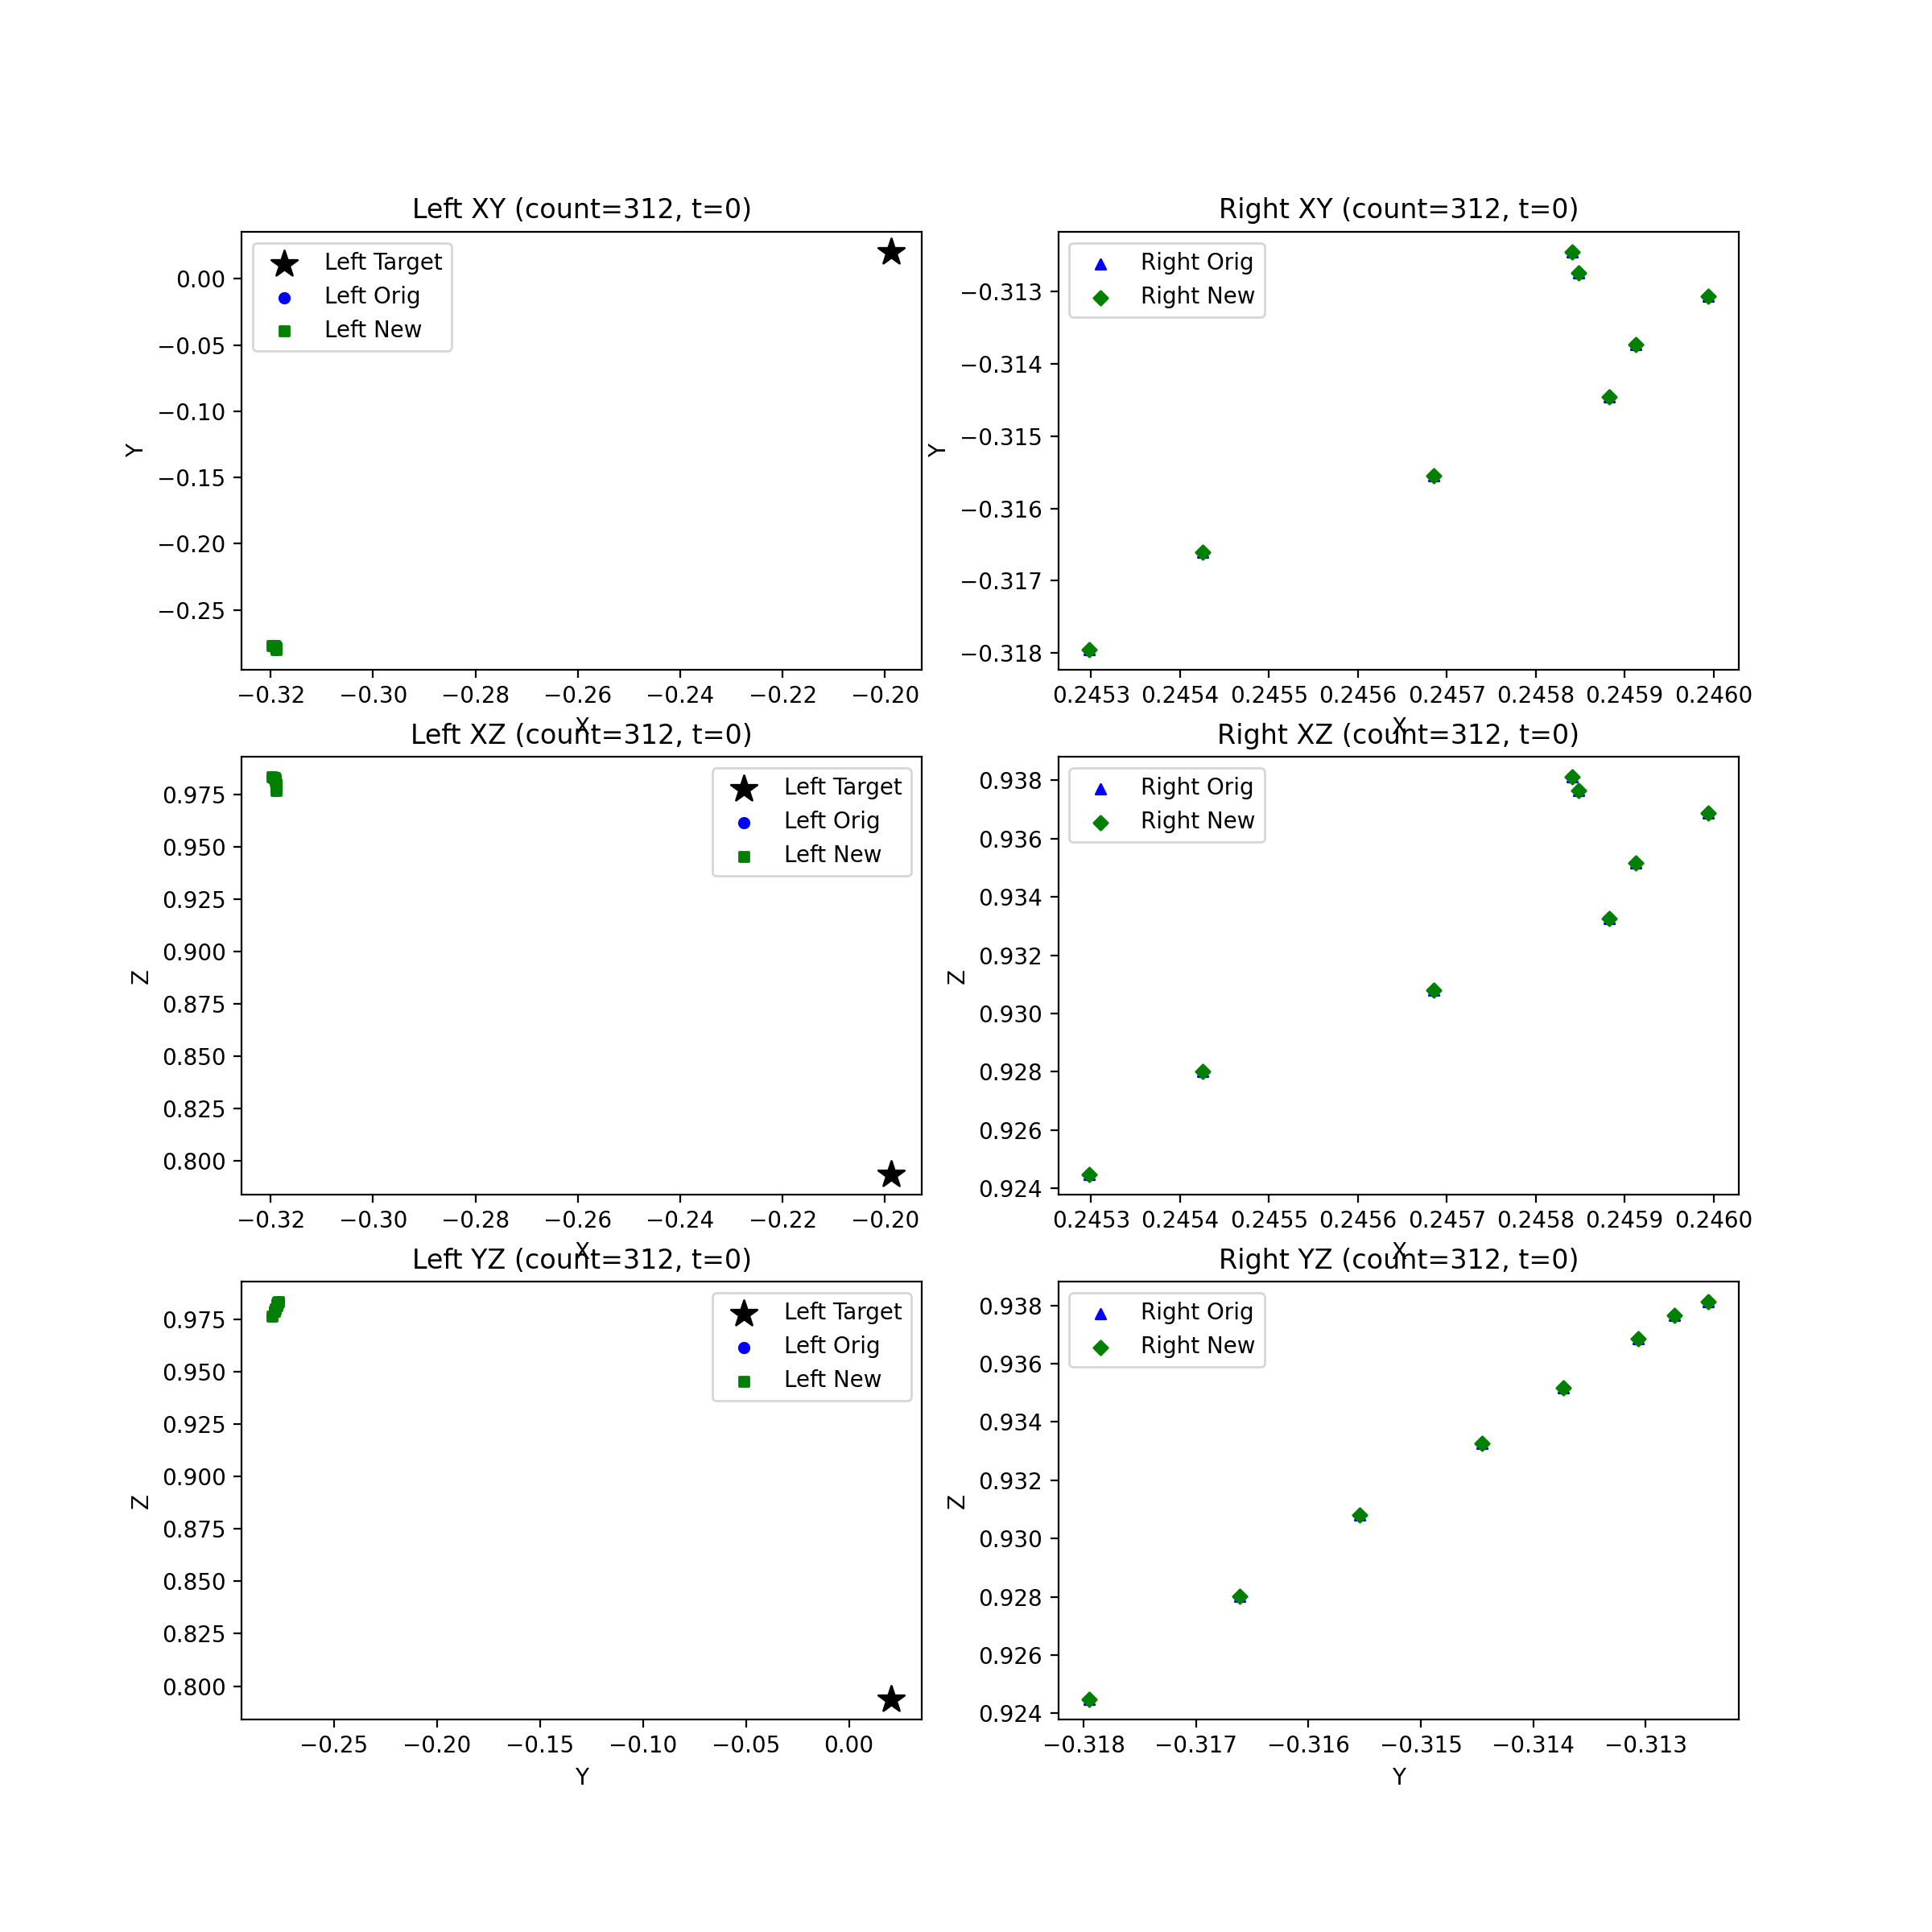 Left XY (count=312, t=0)
Left Target
Left Orig
Left New
0.00
−0.05
−0.10
−0.15
−0.20
−0.25
Y
−0.32 −0.30 −0.28 −0.26 −0.24 −0.22 −0.20
X
Right XY (count=312, t=0)
Right Orig
Right New
−0.313
−0.314
−0.315
−0.316
−0.317
−0.318
Y
0.2453 0.2454 0.2455 0.2456 0.2457 0.2458 0.2459 0.2460
X
Left XZ (count=312, t=0)
Left Target
Left Orig
Left New
0.975
0.950
0.925
0.900
0.875
0.850
0.825
0.800
Z
−0.32 −0.30 −0.28 −0.26 −0.24 −0.22 −0.20
X
Right XZ (count=312, t=0)
Right Orig
Right New
0.938
0.936
0.934
0.932
0.930
0.928
0.926
0.924
Z
0.2453 0.2454 0.2455 0.2456 0.2457 0.2458 0.2459 0.2460
X
Left YZ (count=312, t=0)
Left Target
Left Orig
Left New
0.975
0.950
0.925
0.900
0.875
0.850
0.825
0.800
Z
−0.25 −0.20 −0.15 −0.10 −0.05 0.00
Y
Right YZ (count=312, t=0)
Right Orig
Right New
0.938
0.936
0.934
0.932
0.930
0.928
0.926
0.924
Z
−0.318 −0.317 −0.316 −0.315 −0.314 −0.313
Y